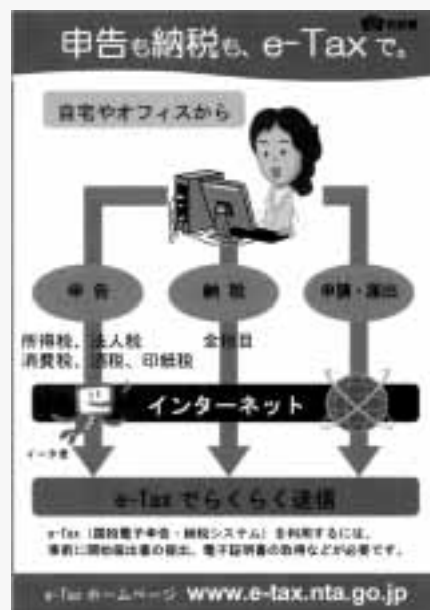 申告も納税も、e-Taxで。
自宅やオフィスから
申告
納税
申請・届出
所得税、法人税
消費税、酒税、印紙税
全税目
インターネット
イータ君
e-Taxでらくらく送信
e-Tax（国税電子申告・納税システム）を利用するには、
事前に開始届出書の提出、電子証明書の取得などが必要です。
e-Tax ホームページ www.e-tax.nta.go.jp